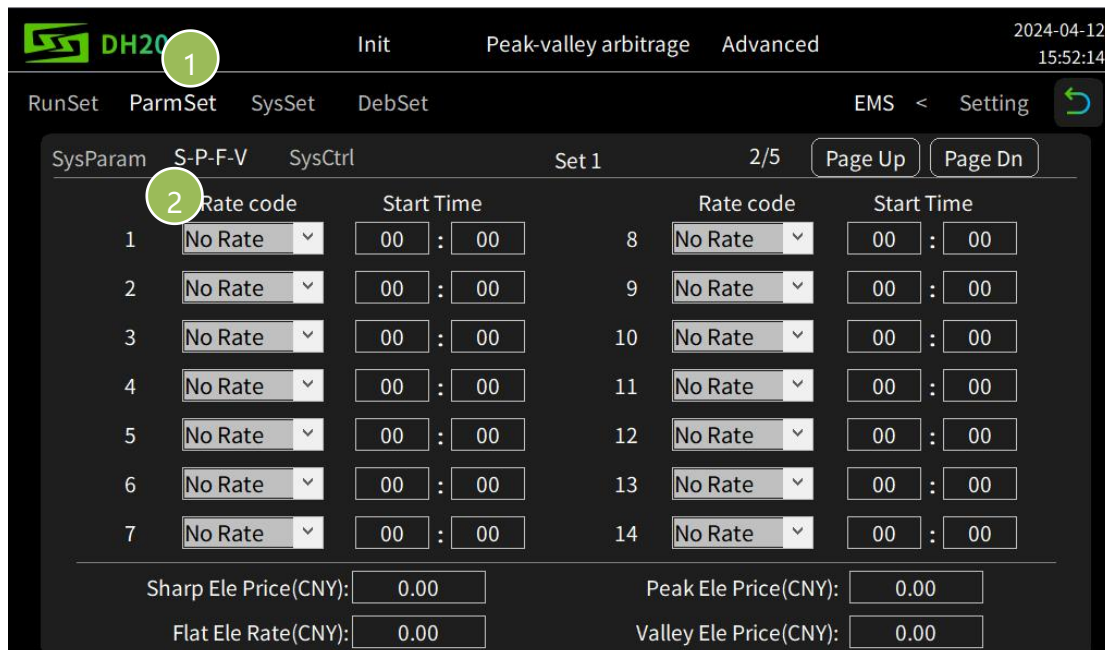 DH20 Init Peak-valley arbitrage Advanced 2024-04-12
15:52:14
1
RunSet ParmSet SysSet DebSet EMS < Setting
SysParam S-P-F-V SysCtrl Set 1 2/5 Page Up Page Dn
2
Rate code Start Time Rate code Start Time
1 No Rate 00 : 00 8 No Rate 00 : 00
2 No Rate 00 : 00 9 No Rate 00 : 00
3 No Rate 00 : 00 10 No Rate 00 : 00
4 No Rate 00 : 00 11 No Rate 00 : 00
5 No Rate 00 : 00 12 No Rate 00 : 00
6 No Rate 00 : 00 13 No Rate 00 : 00
7 No Rate 00 : 00 14 No Rate 00 : 00
Sharp Ele Price(CNY): 0.00 Peak Ele Price(CNY): 0.00
Flat Ele Rate(CNY): 0.00 Valley Ele Price(CNY): 0.00